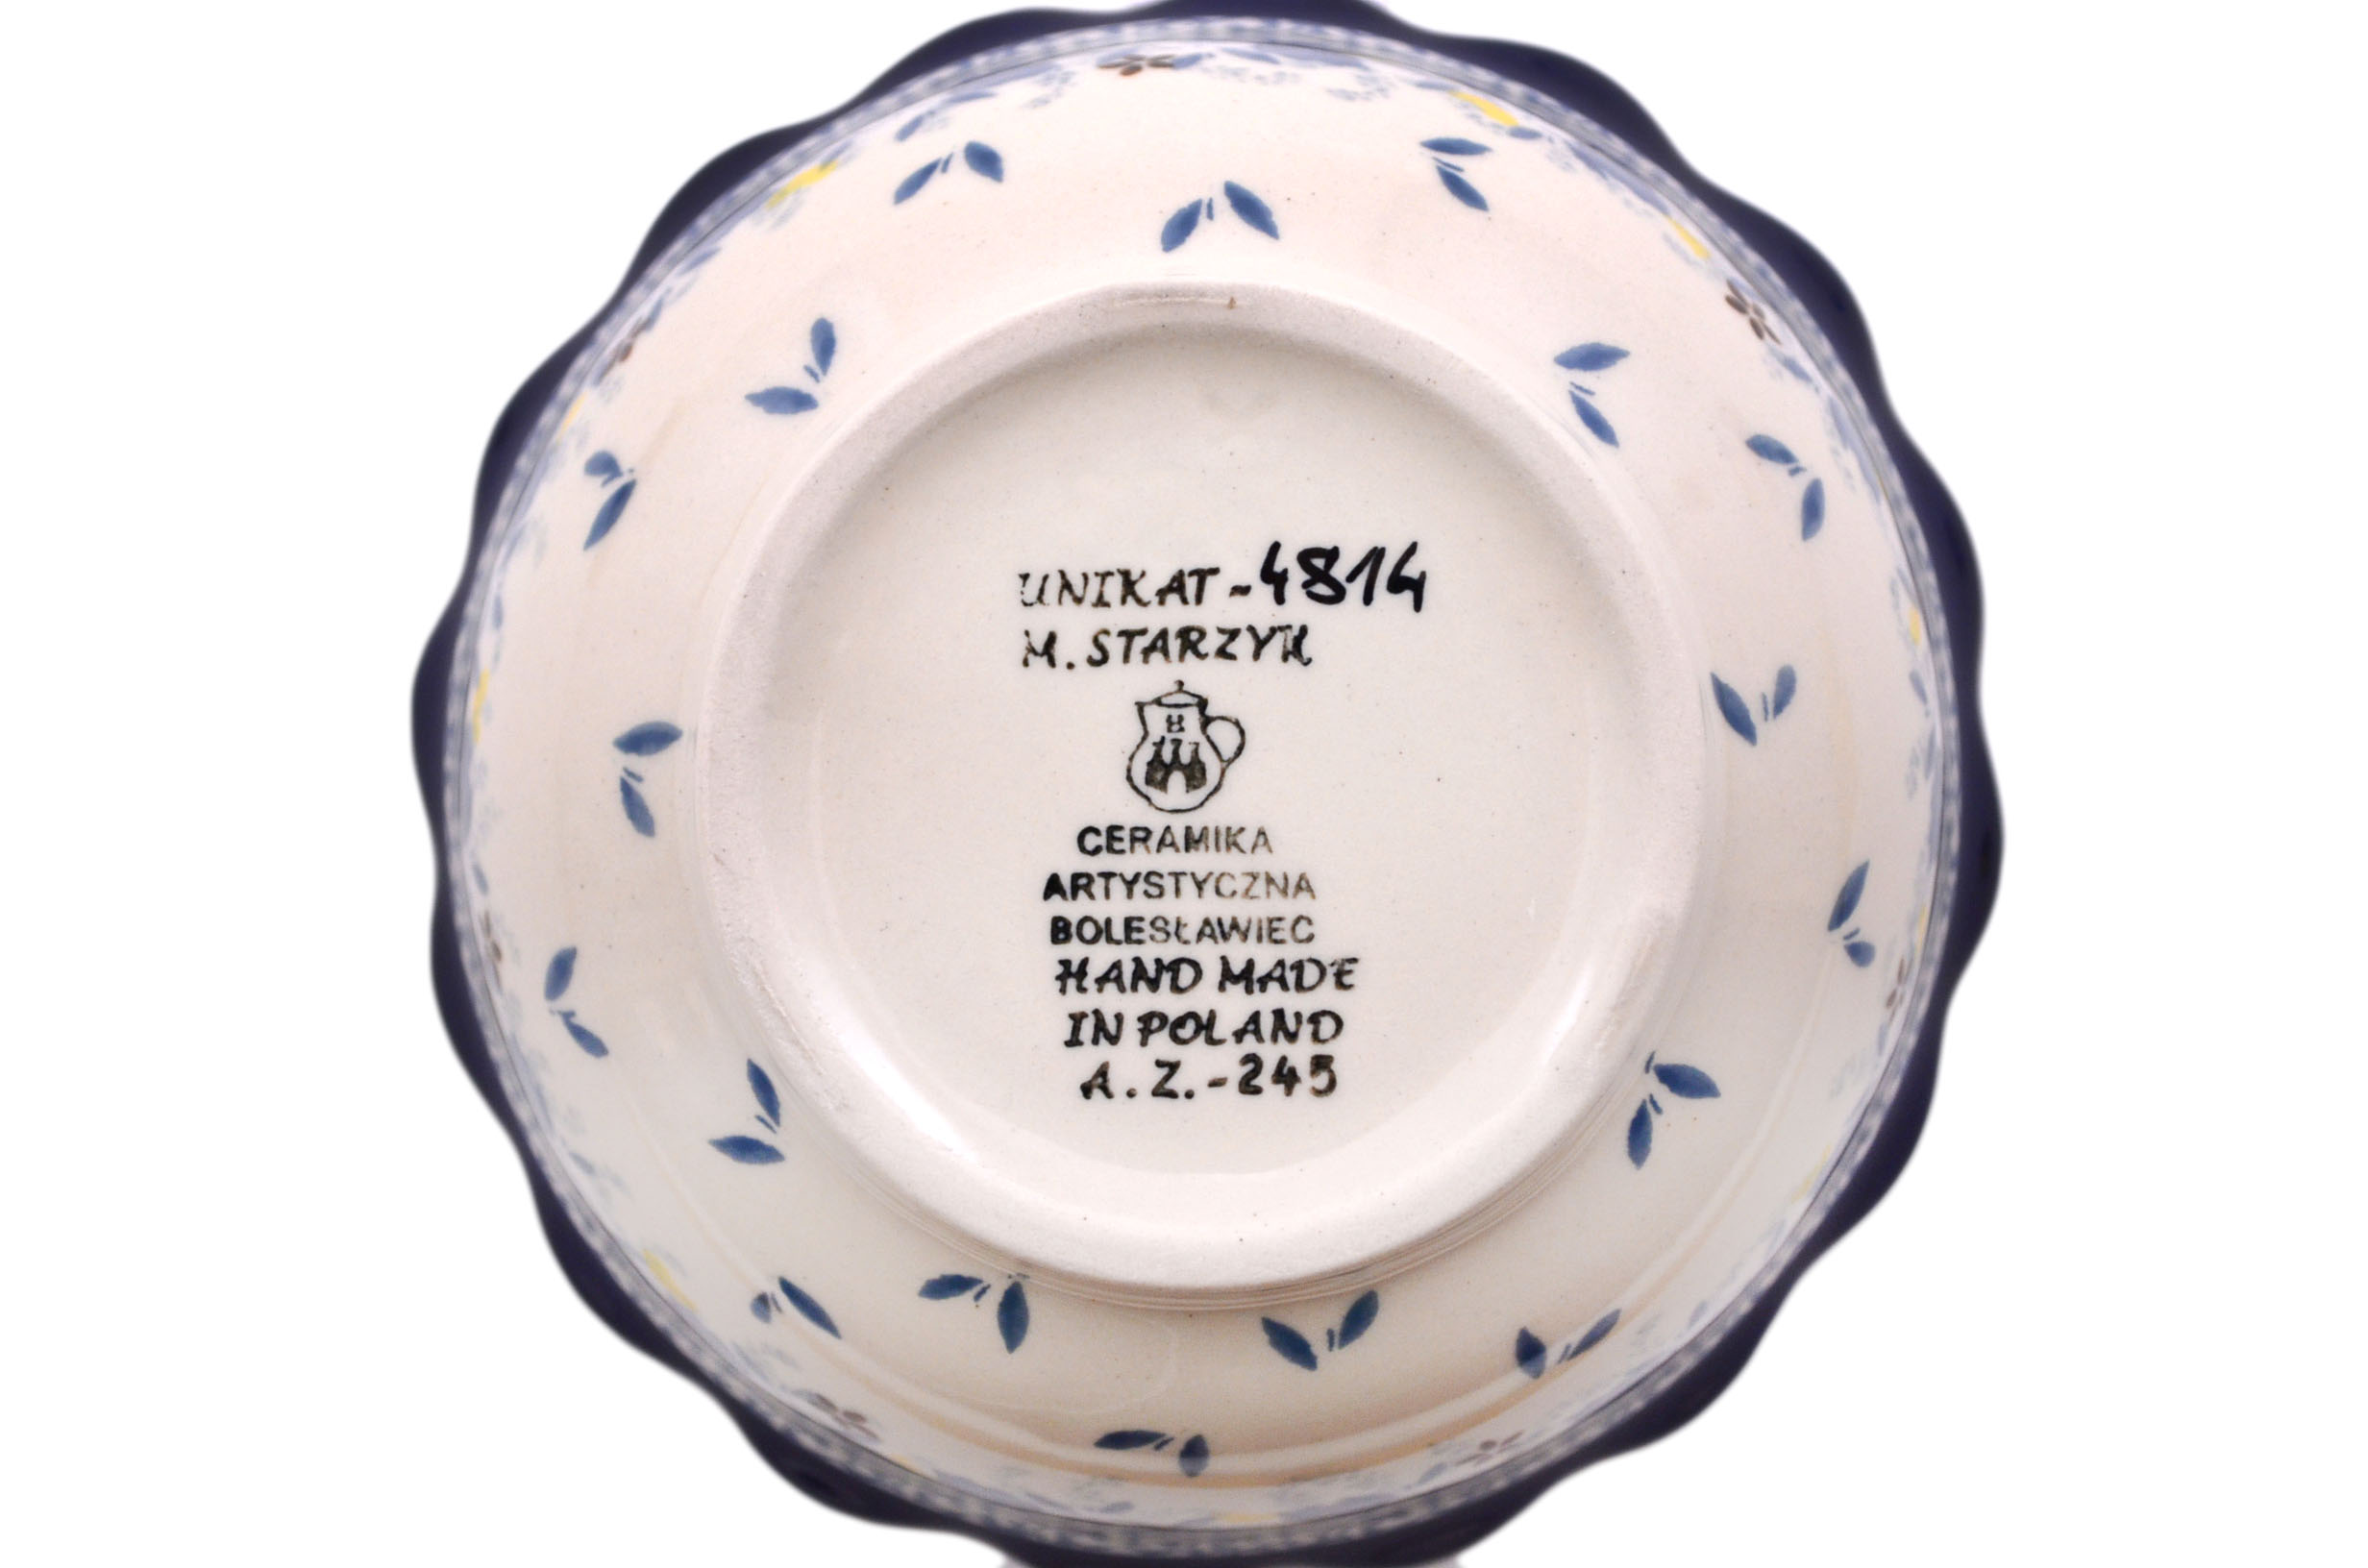 UNIKAT-4814
M. STARZYK
CERAMIKA
ARTYSTYCZNA
BOLESŁAWIEC
HAND MADE
IN POLAND
A.Z.-245